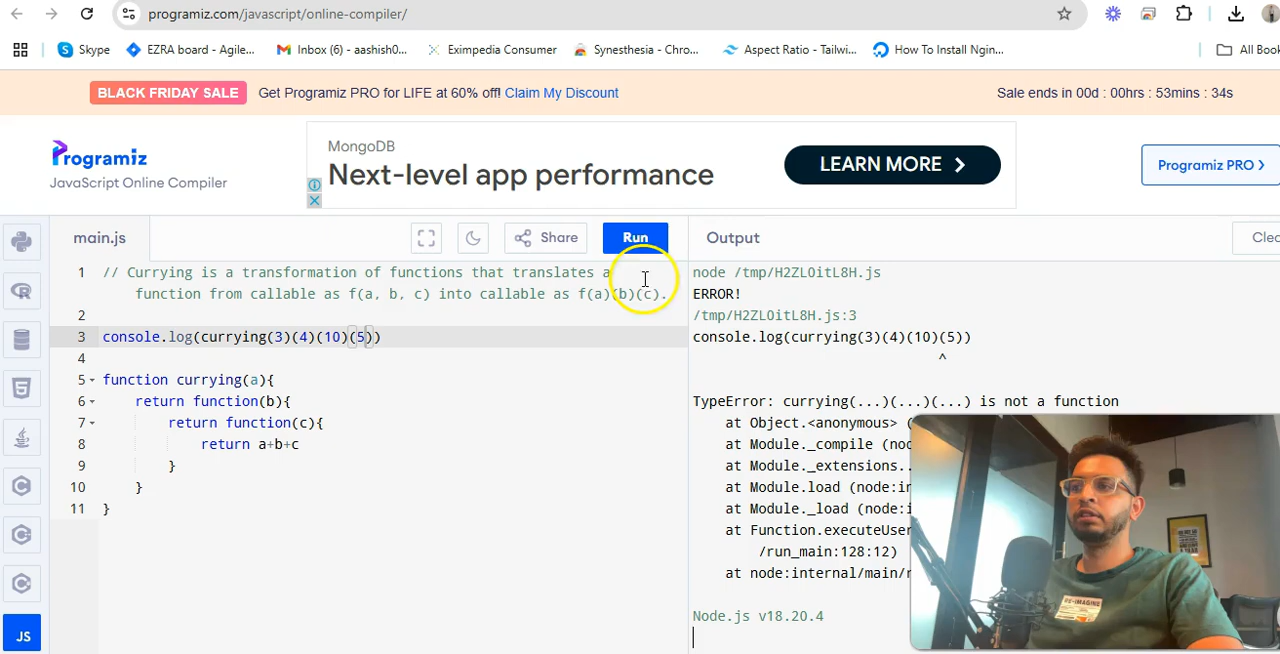 programiz.com/javascript/online-compiler/
Skype
EZRA board - Agile...
Inbox (6) - aashish0...
Eximpedia Consumer
Synesthesia - Chro...
Aspect Ratio - Tailwi...
How To Install Ngin...
All Book
BLACK FRIDAY SALE Get Programiz PRO for LIFE at 60% off! Claim My Discount
Sale ends in 00d : 00hrs : 53mins : 34s
Programiz
JavaScript Online Compiler
MongoDB
Next-level app performance
LEARN MORE
Programiz PRO
main.js
Share
Run
Output
Clea
1 // Currying is a transformation of functions that translates a
function from callable as f(a, b, c) into callable as f(a)(b)(c).
2
3 console.log(currying(3)(4)(10)(5))
4
5 function currying(a){
6 return function(b){
7 return function(c){
8 return a+b+c
9 }
10 }
11 }
JS
node /tmp/H2ZLOitL8H.js
ERROR!
/tmp/H2ZLOitL8H.js:3
console.log(currying(3)(4)(10)(5))
^
TypeError: currying(...)(...)(...) is not a function
at Object.<anonymous> (
at Module._compile (nod
at Module._extensions..
at Module.load (node:in
at Module._load (node:i
at Function.executeUser
/run_main:128:12)
at node:internal/main/r
Node.js v18.20.4
RE-IMAGINE